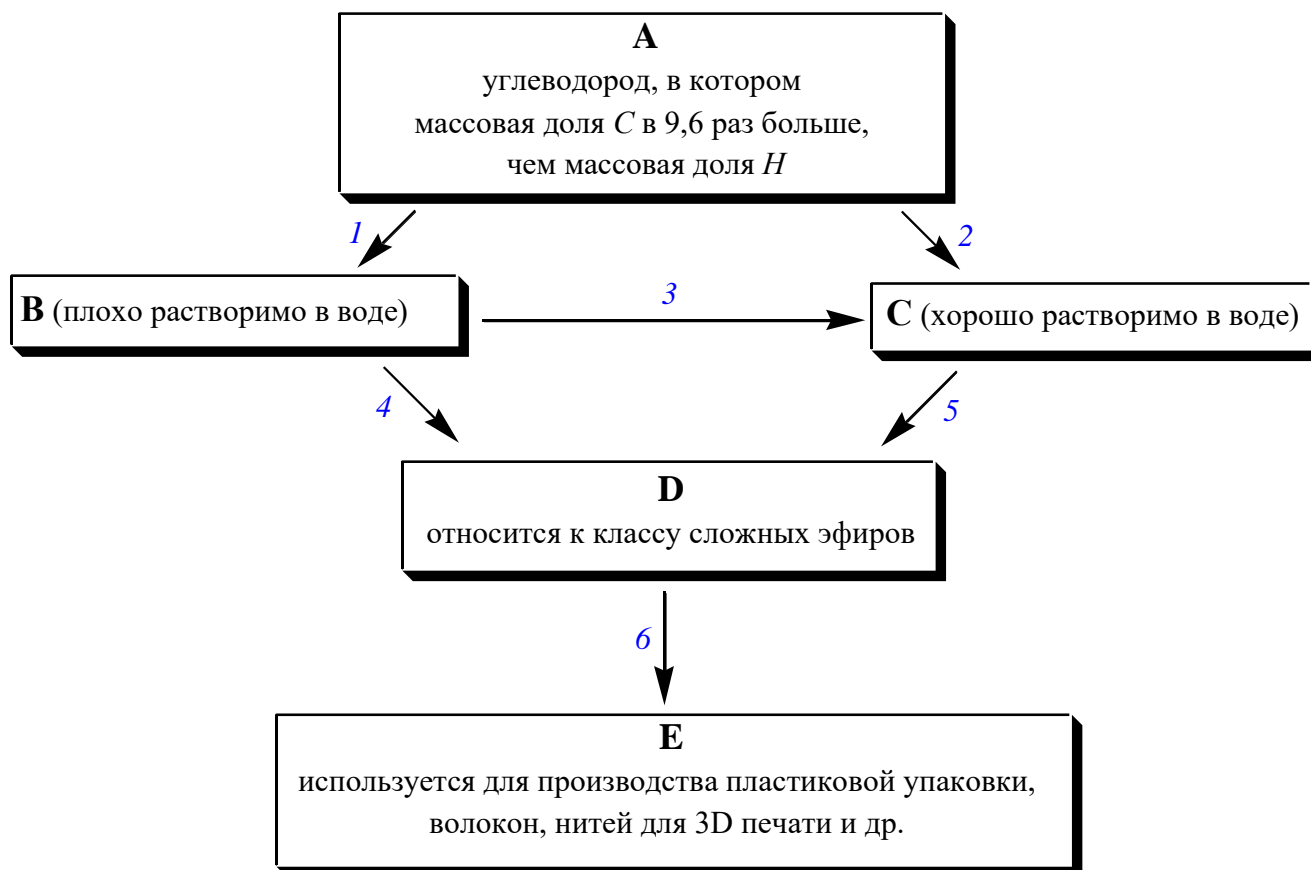 A
углеводород, в котором
массовая доля C в 9,6 раз больше,
чем массовая доля H
1
2
B (плохо растворимо в воде)
3
C (хорошо растворимо в воде)
4
5
D
относится к классу сложных эфиров
6
E
используется для производства пластиковой упаковки,
волокон, нитей для 3D печати и др.